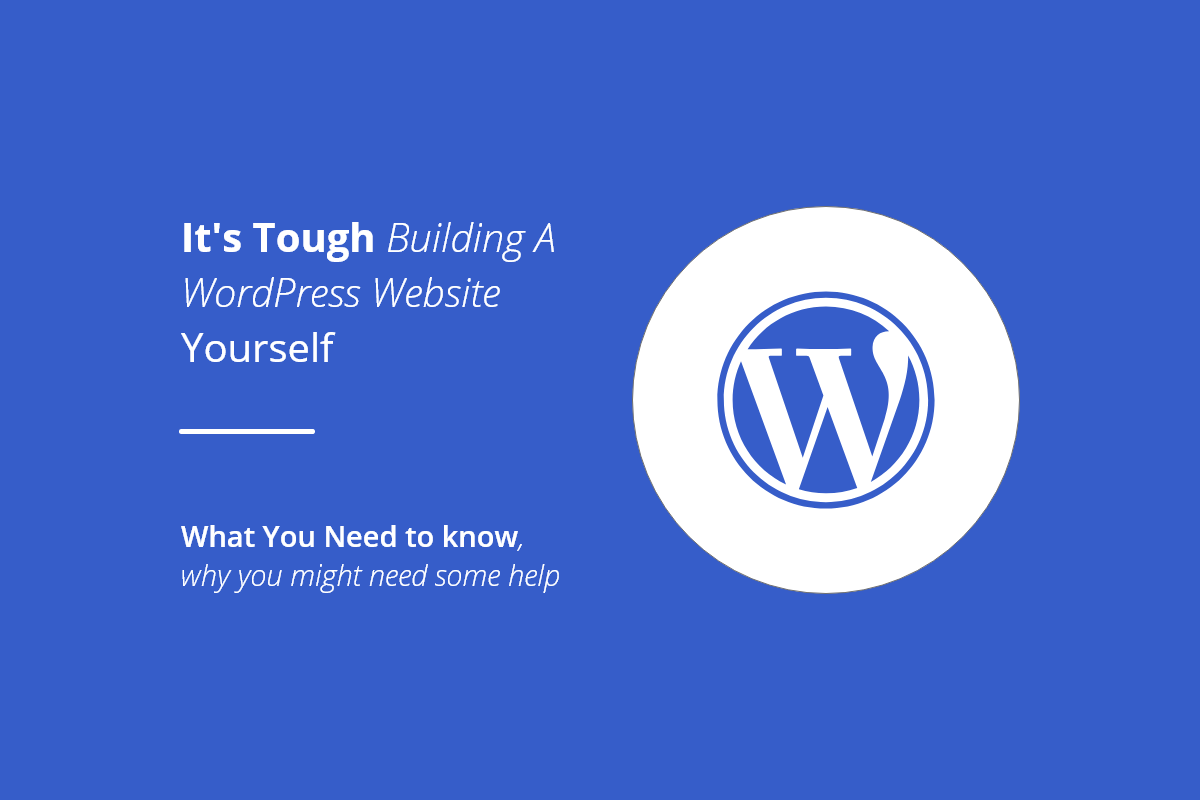 It's Tough Building A
WordPress Website
Yourself
What You Need to know,
why you might need some help
W